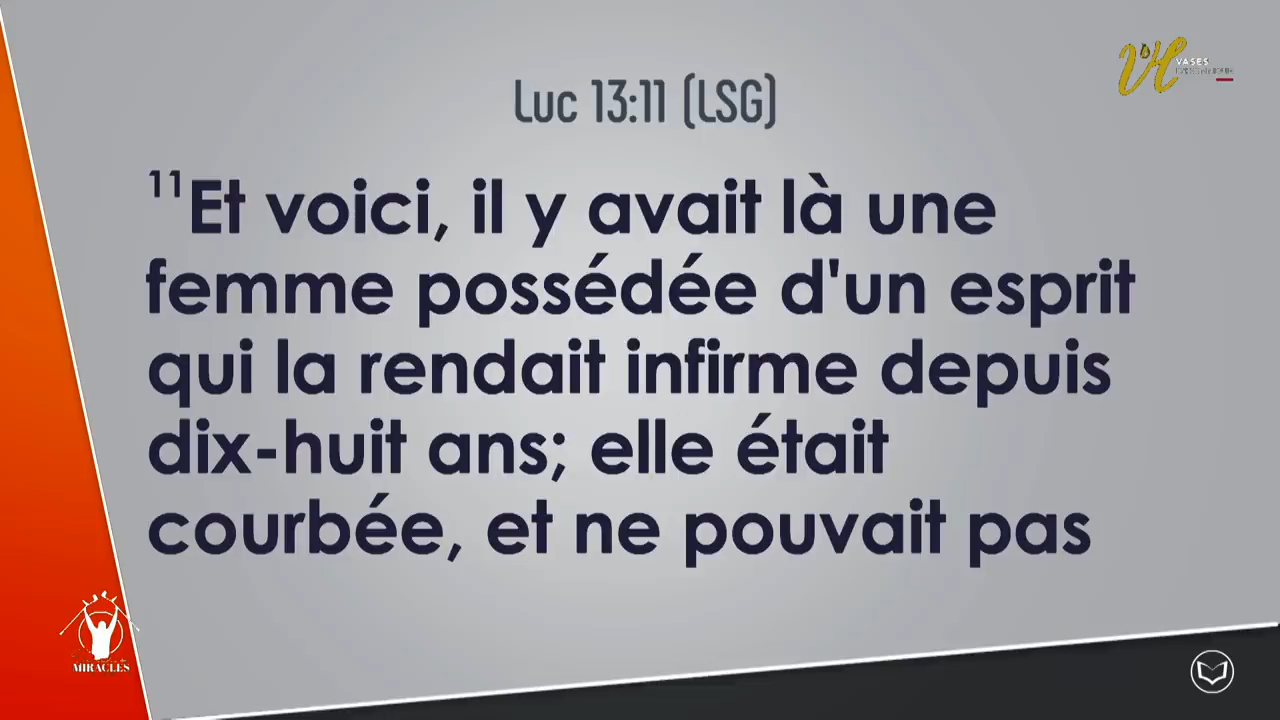 VASES
Luc 13:11 (LSG)
11Et voici, il y avait là une
femme possédée d'un esprit
qui la rendait infirme depuis
dix-huit ans; elle était
courbée, et ne pouvait pas
MIRACLES